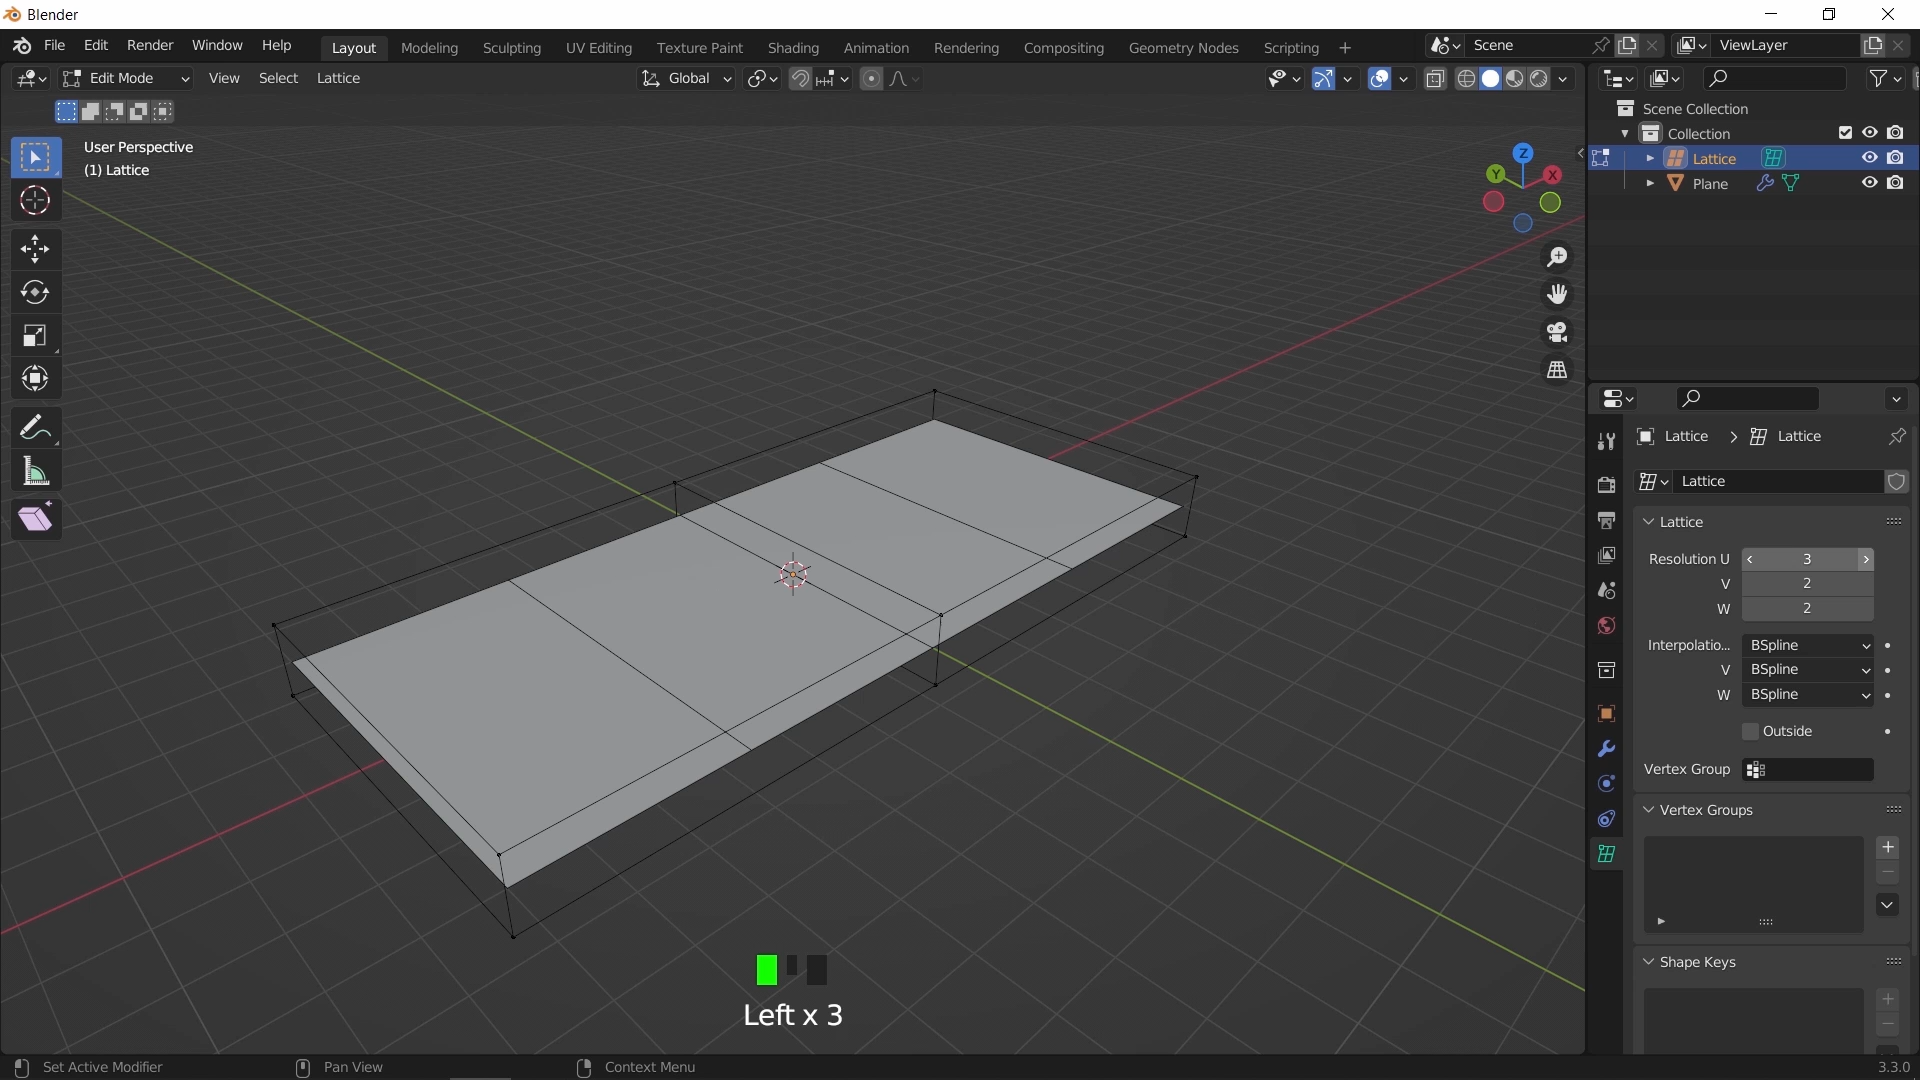 Blender
File Edit Render Window Help Layout Modeling Sculpting UV Editing Texture Paint Shading Animation Rendering Compositing Geometry Nodes Scripting + Scene ViewLayer
Edit Mode View Select Lattice Global
User Perspective
(1) Lattice
Z
Y
X
Scene Collection
Collection
Lattice
Plane
Lattice > Lattice
Lattice
Lattice
Resolution U 3
V 2
W 2
Interpolatio... BSpline
V BSpline
W BSpline
Outside
Vertex Group
Vertex Groups
Shape Keys
Left x 3
Set Active Modifier Pan View Context Menu 3.3.0